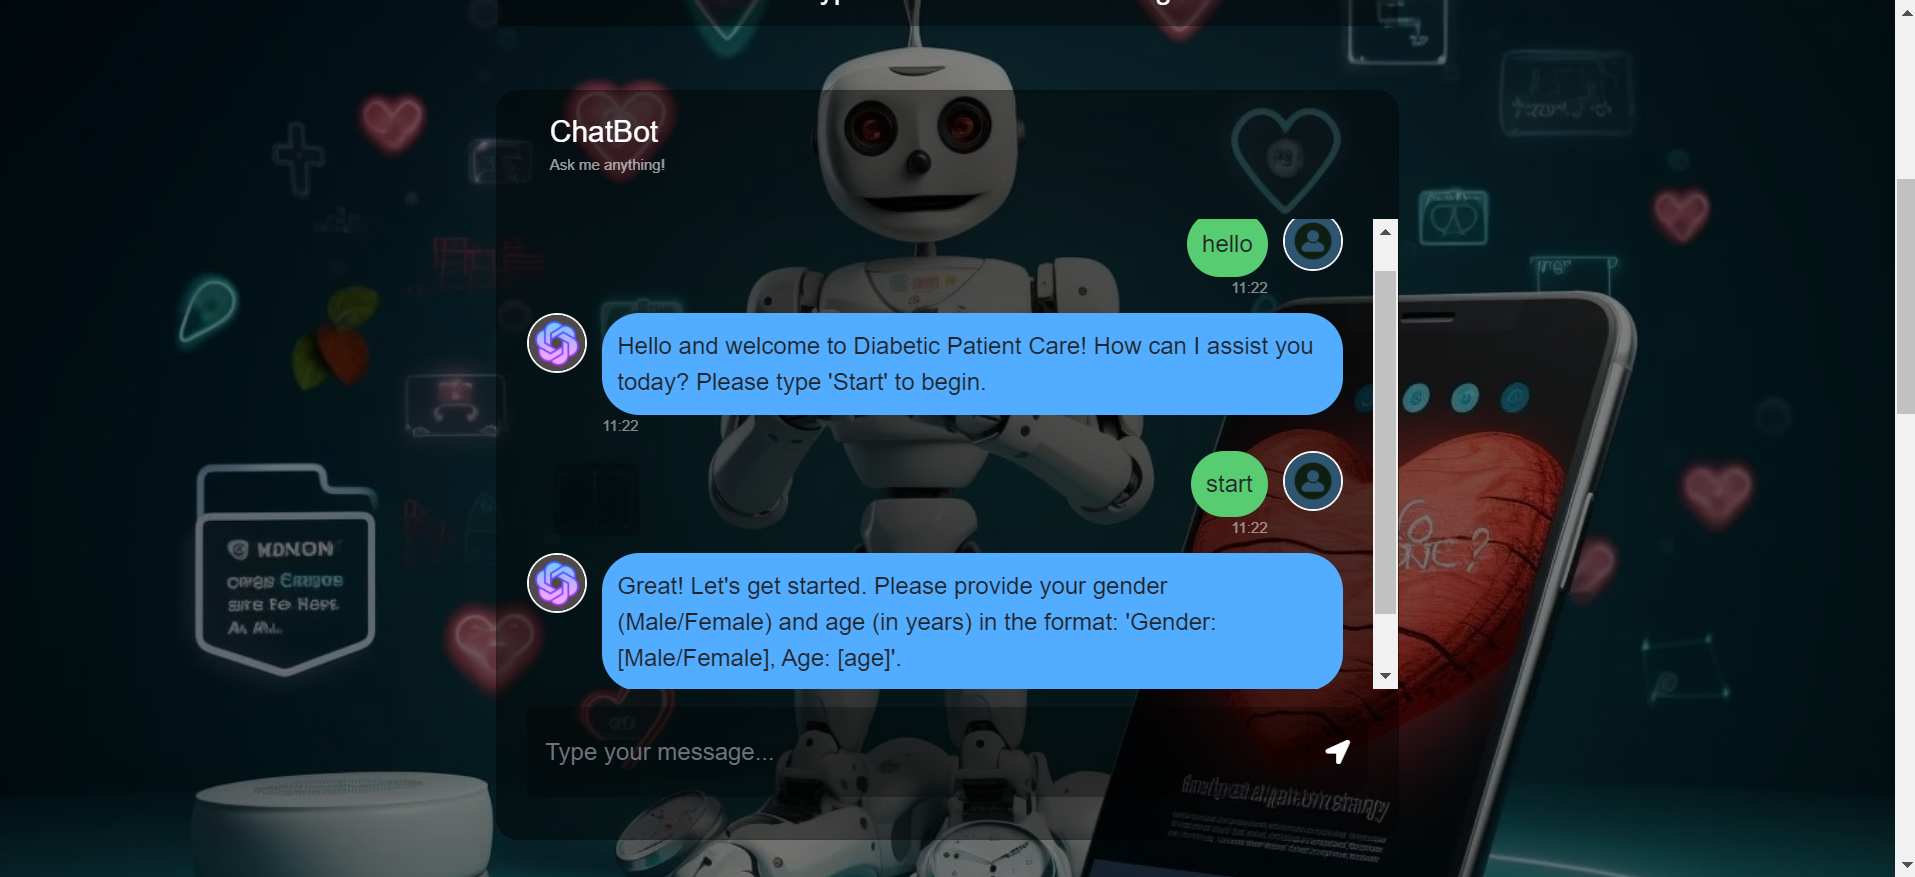 ChatBot
Ask me anything!
hello
11:22
Hello and welcome to Diabetic Patient Care! How can I assist you
today? Please type 'Start' to begin.
11:22
start
11:22
Great! Let's get started. Please provide your gender
(Male/Female) and age (in years) in the format: 'Gender:
[Male/Female], Age: [age]'.
Type your message...